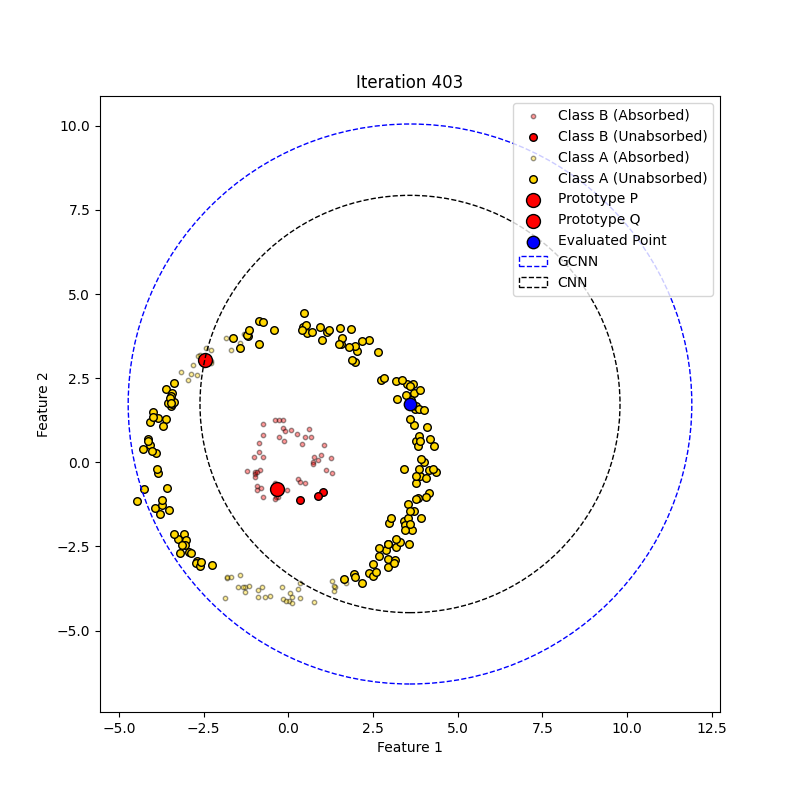 Iteration 403
Class B (Absorbed)
Class B (Unabsorbed)
Class A (Absorbed)
Class A (Unabsorbed)
Prototype P
Prototype Q
Evaluated Point
GCNN
CNN
10.0
7.5
5.0
2.5
0.0
−2.5
−5.0
Feature 2
−5.0 −2.5 0.0 2.5 5.0 7.5 10.0 12.5
Feature 1